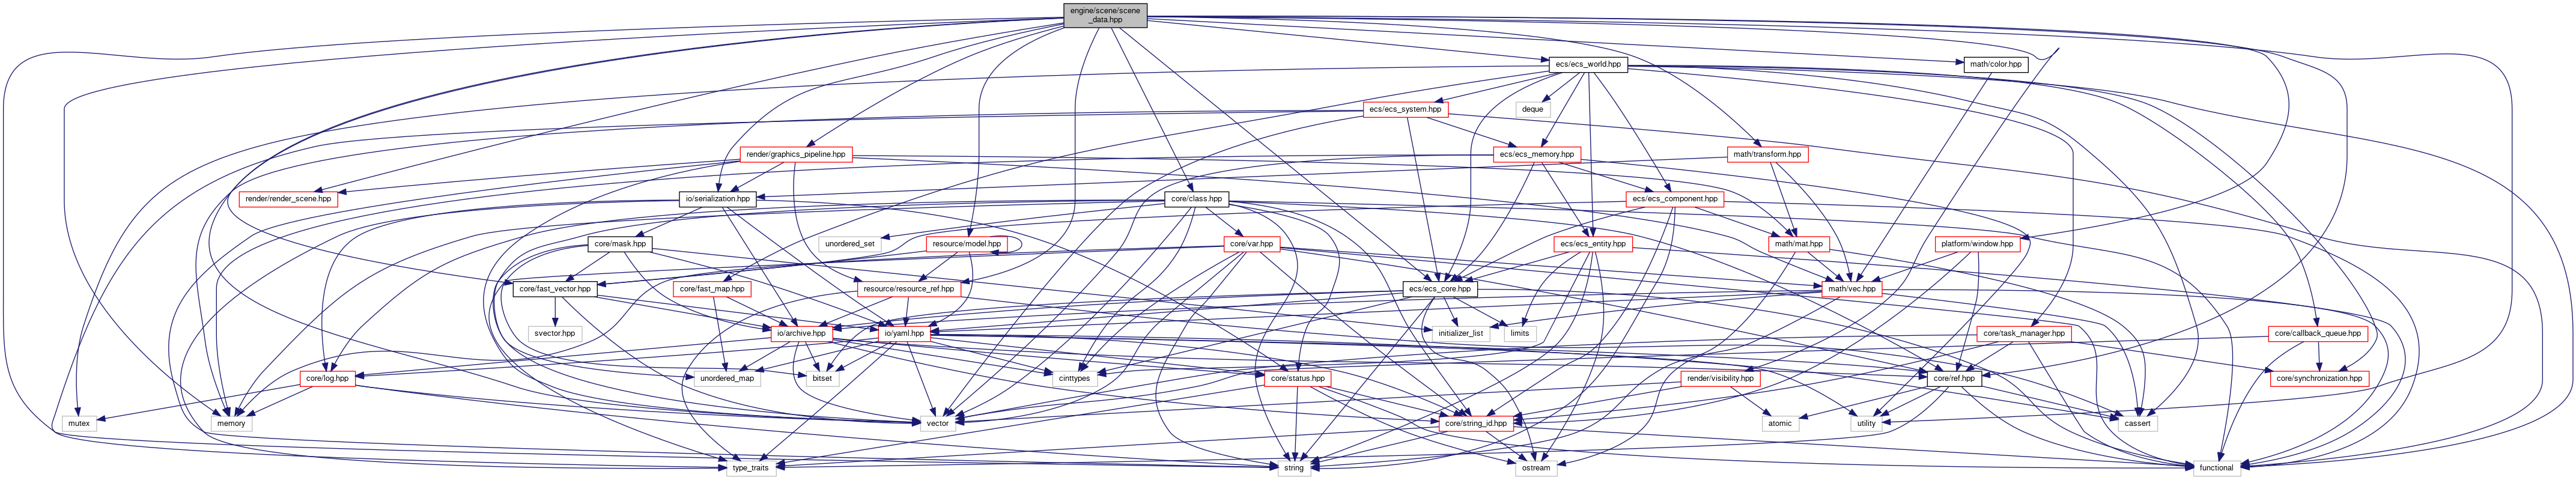 engine/scene/scene
_data.hpp
ecs/ecs_world.hpp
math/color.hpp
ecs/ecs_system.hpp
deque
render/graphics_pipeline.hpp
ecs/ecs_memory.hpp
math/transform.hpp
render/render_scene.hpp
io/serialization.hpp
core/class.hpp
ecs/ecs_component.hpp
core/mask.hpp
unordered_set
resource/model.hpp
core/var.hpp
ecs/ecs_entity.hpp
math/mat.hpp
platform/window.hpp
core/fast_vector.hpp
core/fast_map.hpp
resource/resource_ref.hpp
ecs/ecs_core.hpp
math/vec.hpp
svector.hpp
io/archive.hpp
io/yaml.hpp
initializer_list
limits
core/task_manager.hpp
core/callback_queue.hpp
core/log.hpp
unordered_map
bitset
cinttypes
core/status.hpp
render/visibility.hpp
core/ref.hpp
core/synchronization.hpp
mutex
memory
vector
core/string_id.hpp
atomic
utility
cassert
type_traits
string
ostream
functional